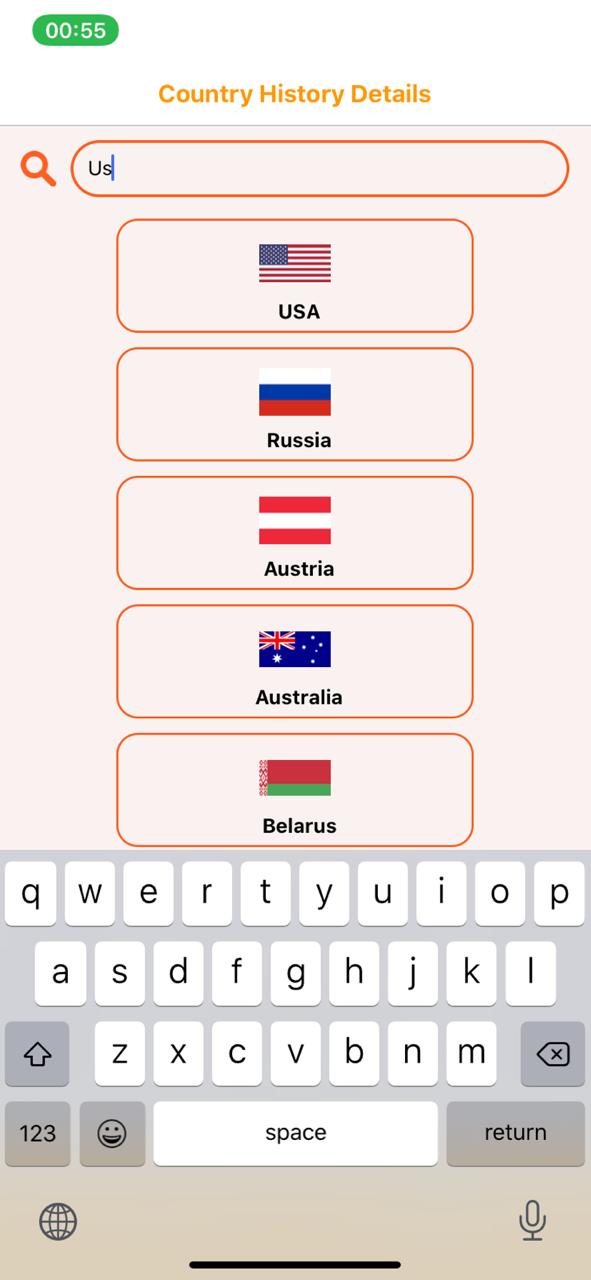 00:55
Country History Details
Us
USA
Russia
Austria
Australia
Belarus
q w e r t y u i o p
a s d f g h j k l
z x c v b n m
123 space return